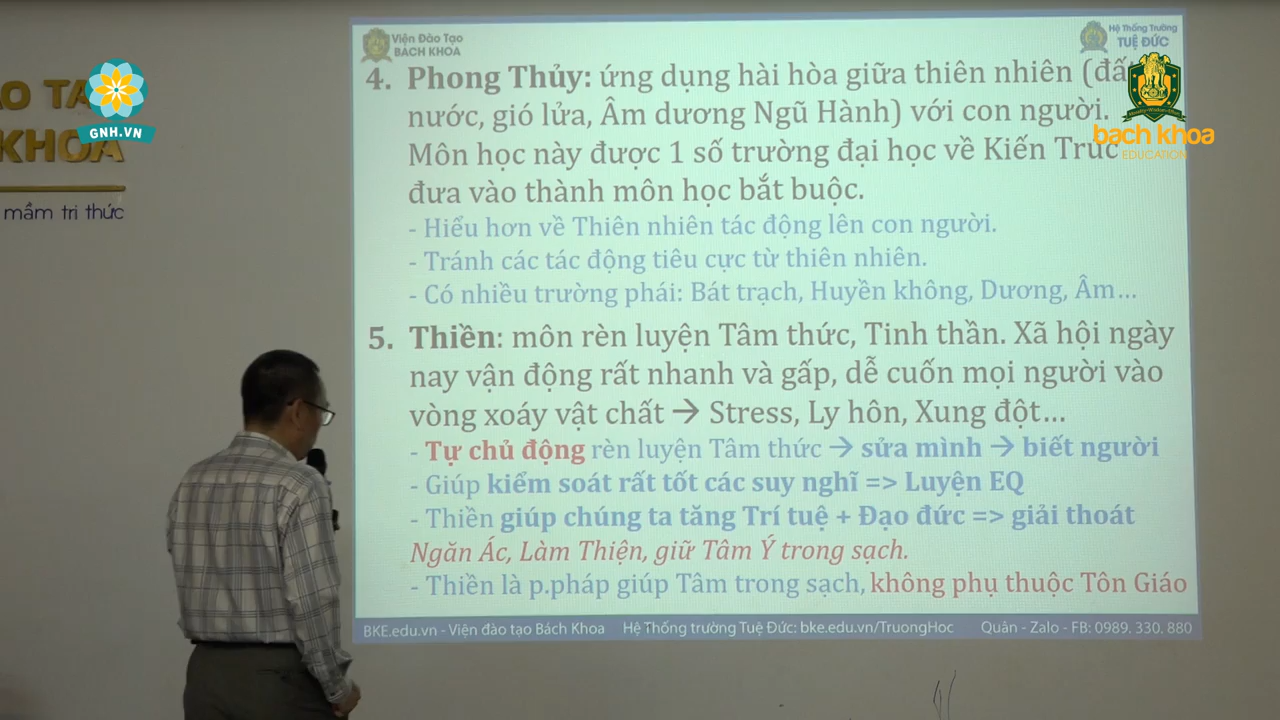 GNH.VN
O TẠ
KHOA
mầm tri thức
Viện Đào Tạo
BÁCH KHOA
Hệ Thống Trường
TUỆ ĐỨC
bach khoa
EDUCATION
4. Phong Thủy: ứng dụng hài hòa giữa thiên nhiên (đất
nước, gió lửa, Âm dương Ngũ Hành) với con người.
Môn học này được 1 số trường đại học về Kiến Trúc
đưa vào thành môn học bắt buộc.
- Hiểu hơn về Thiên nhiên tác động lên con người.
- Tránh các tác động tiêu cực từ thiên nhiên.
- Có nhiều trường phái: Bát trạch, Huyền không, Dương, Âm...
5. Thiền: môn rèn luyện Tâm thức, Tinh thần. Xã hội ngày
nay vận động rất nhanh và gấp, dễ cuốn mọi người vào
vòng xoáy vật chất → Stress, Ly hôn, Xung đột...
- Tự chủ động rèn luyện Tâm thức → sửa mình → biết người
- Giúp kiểm soát rất tốt các suy nghĩ => Luyện EQ
- Thiền giúp chúng ta tăng Trí tuệ + Đạo đức => giải thoát
Ngăn Ác, Làm Thiện, giữ Tâm Ý trong sạch.
- Thiền là p.pháp giúp Tâm trong sạch, không phụ thuộc Tôn Giáo
BKE.edu.vn - Viện đào tạo Bách Khoa Hệ Thống trường Tuệ Đức: bke.edu.vn/TruongHoc Quân - Zalo - FB: 0989. 330. 880